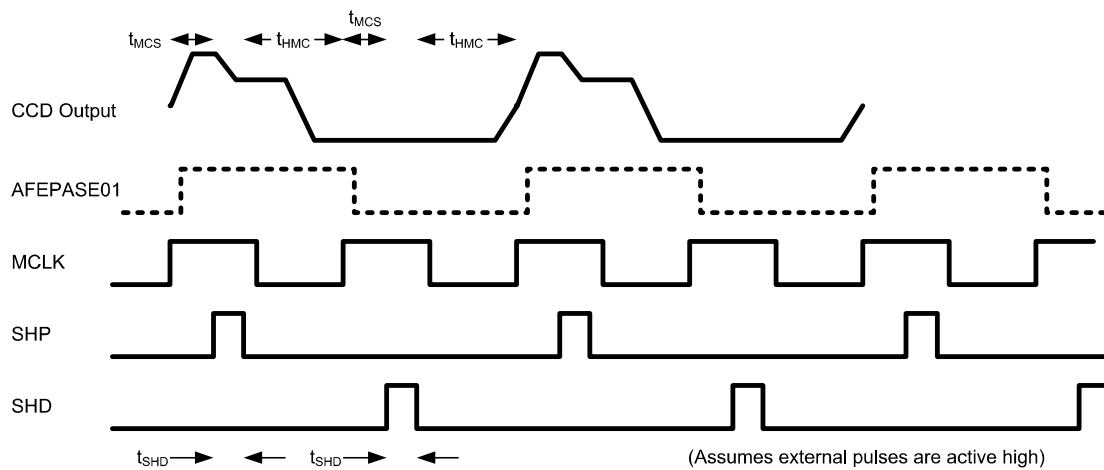 tMCS
tMCS
tHMC
tHMC
CCD Output
AFEPASE01
MCLK
SHP
SHD
tSHD
tSHD
(Assumes external pulses are active high)